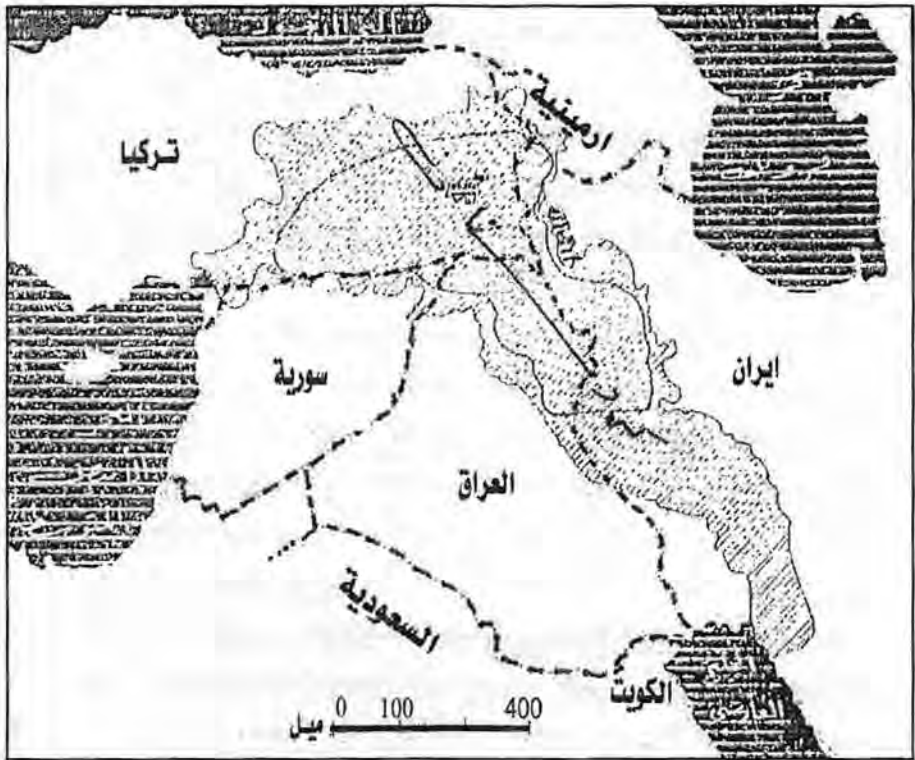 ارمينية
تركيا
ايران
سورية
العراق
السعودية
الكويت
0 100 400
ميل